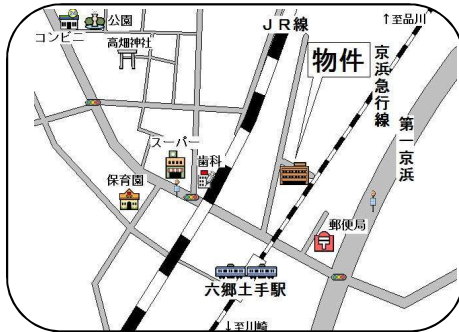 公園
コンビニ
高畑神社
JR線
↑至品川
物件
京浜急行線
第一京浜
スーパー
歯科
保育園
郵便局
六郷土手駅
↓至川崎